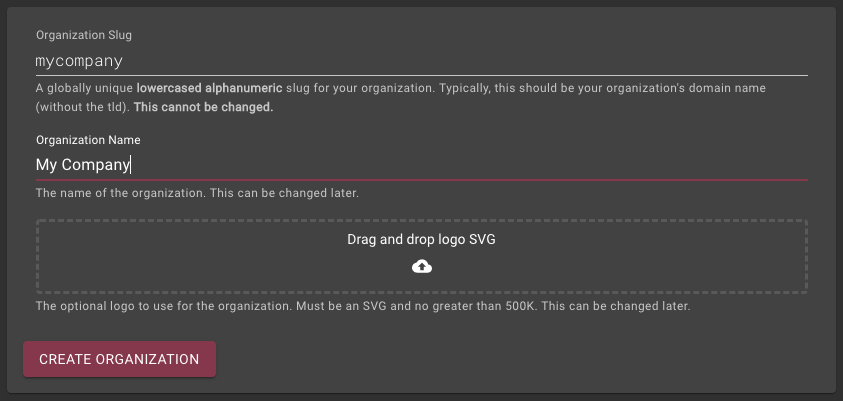 Organization Slug
mycompany
A globally unique lowercased alphanumeric slug for your organization. Typically, this should be your organization's domain name
(without the tld). This cannot be changed.
Organization Name
My Company
The name of the organization. This can be changed later.
Drag and drop logo SVG
The optional logo to use for the organization. Must be an SVG and no greater than 500K. This can be changed later.
CREATE ORGANIZATION